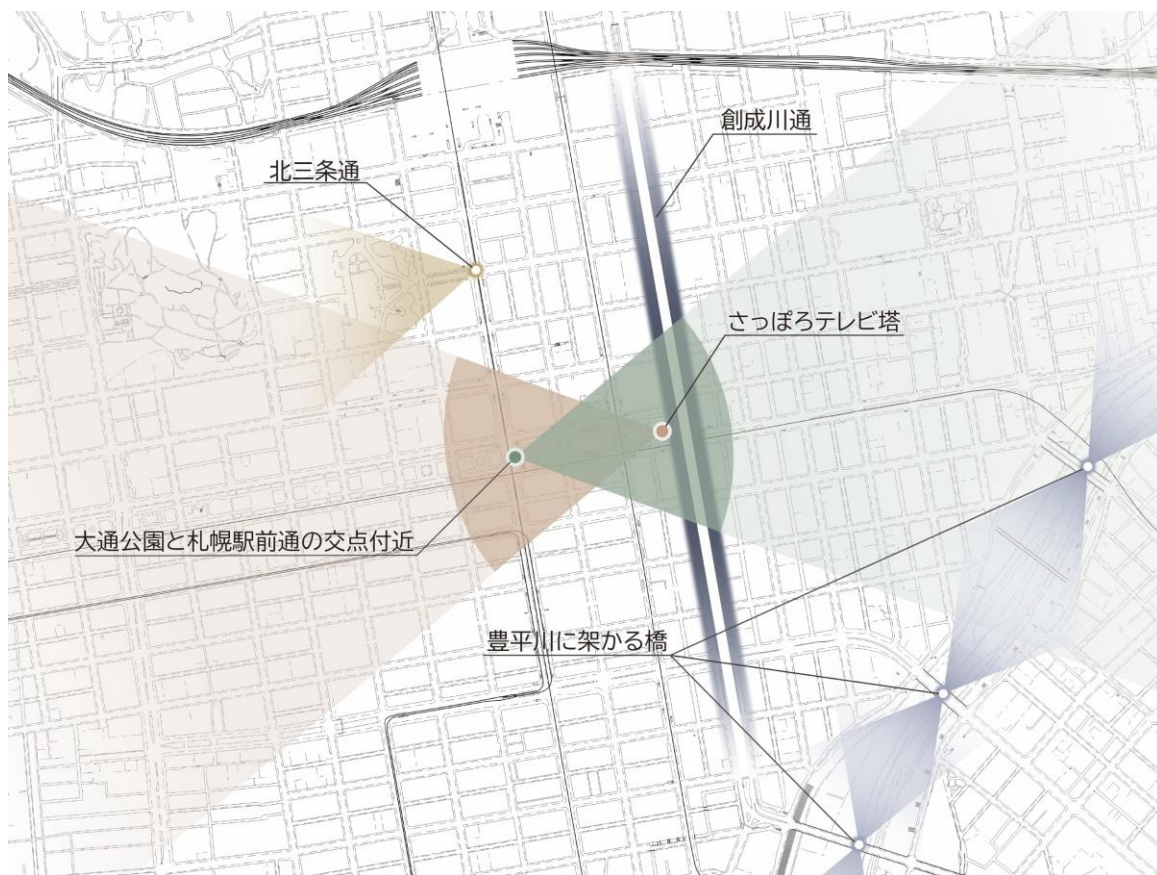 創成川通
北三条通
さっぽろテレビ塔
大通公園と札幌駅前通の交点付近
豊平川に架かる橋